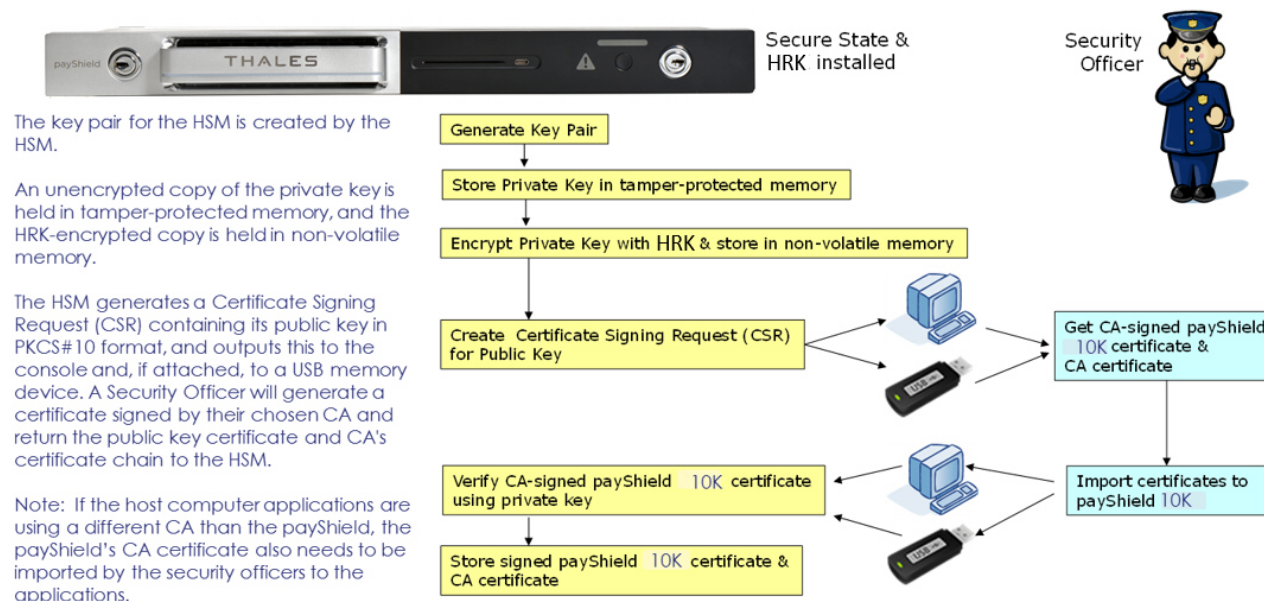 payShield
THALES
Secure State &
HRK installed
Security
Officer
The key pair for the HSM is created by the
HSM.
An unencrypted copy of the private key is
held in tamper-protected memory, and the
HRK-encrypted copy is held in non-volatile
memory.
The HSM generates a Certificate Signing
Request (CSR) containing its public key in
PKCS#10 format, and outputs this to the
console and, if attached, to a USB memory
device. A Security Officer will generate a
certificate signed by their chosen CA and
return the public key certificate and CA's
certificate chain to the HSM.
Note: If the host computer applications are
using a different CA than the payShield, the
payShield's CA certificate also needs to be
imported by the security officers to the
applications.
Generate Key Pair
Store Private Key in tamper-protected memory
Encrypt Private Key with HRK & store in non-volatile memory
Create Certificate Signing Request (CSR)
for Public Key
USB
Get CA-signed payShield
10K certificate &
CA certificate
Import certificates to
payShield 10K
USB
Verify CA-signed payShield 10K certificate
using private key
Store signed payShield 10K certificate &
CA certificate